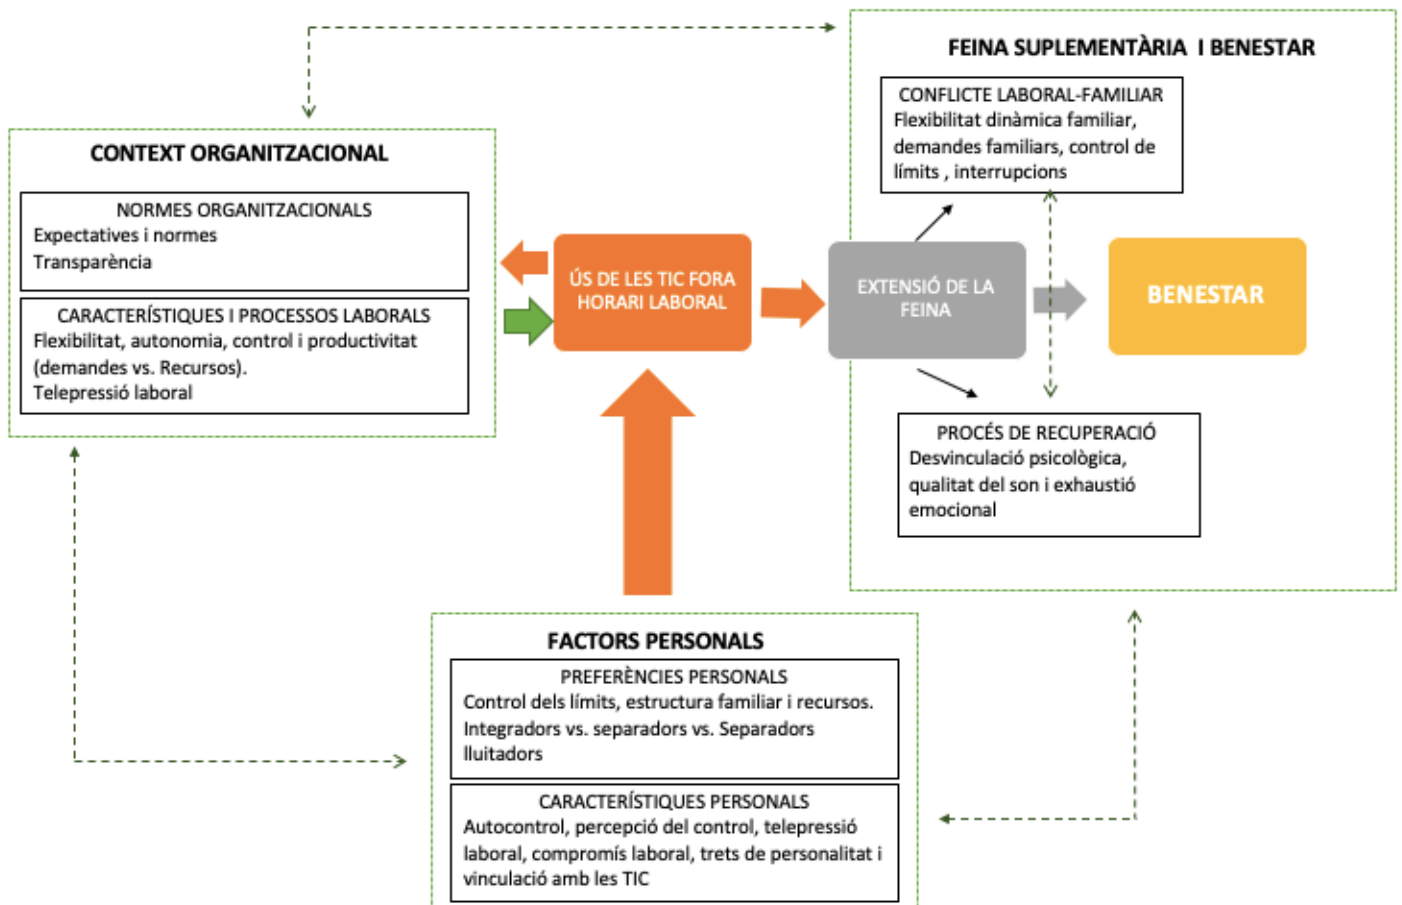 FEINA SUPLEMENTÀRIA I BENESTAR
CONFLICTE LABORAL-FAMILIAR
Flexibilitat dinàmica familiar,
demandes familiars, control de
límits , interrupcions
CONTEXT ORGANITZACIONAL
NORMES ORGANITZACIONALS
Expectatives i normes
Transparència
CARACTERÍSTIQUES I PROCESSOS LABORALS
Flexibilitat, autonomia, control i productivitat
(demandes vs. Recursos).
Telepressió laboral
ÚS DE LES TIC FORA
HORARI LABORAL
EXTENSIÓ DE LA
FEINA
BENESTAR
PROCÉS DE RECUPERACIÓ
Desvinculació psicològica,
qualitat del son i exhaustió
emocional
FACTORS PERSONALS
PREFERÈNCIES PERSONALS
Control dels límits, estructura familiar i recursos.
Integradors vs. separadors vs. Separadors
lluitadors
CARACTERÍSTIQUES PERSONALS
Autocontrol, percepció del control, telepressió
laboral, compromís laboral, trets de personalitat i
vinculació amb les TIC